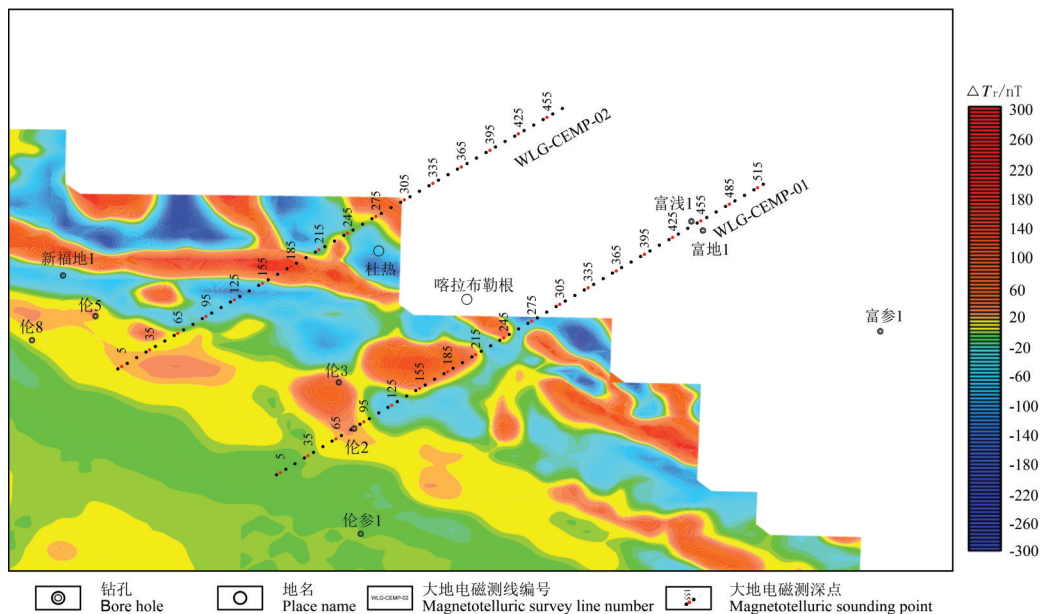 △Tr/nT
300
260
220
180
140
100
60
20
-20
-60
-100
-140
-170
-220
-260
-300
5
35
65
95
125
155
185
215
245
275
305
335
365
395
425
455
WLG-CEMP-02
5
35
65
95
125
155
185
215
245
275
305
335
365
395
425
455
485
515
WLG-CEMP-01
富浅1
富地1
新福地1
杜热
喀拉布勒根
伦5
伦8
富参1
伦3
伦2
伦参1
钻孔
Bore hole
地名
Place name
WLG-CEMP-02
大地电磁测线编号
Magnetotelluric survey line number
155
大地电磁测深点
Magnetotelluric sounding point